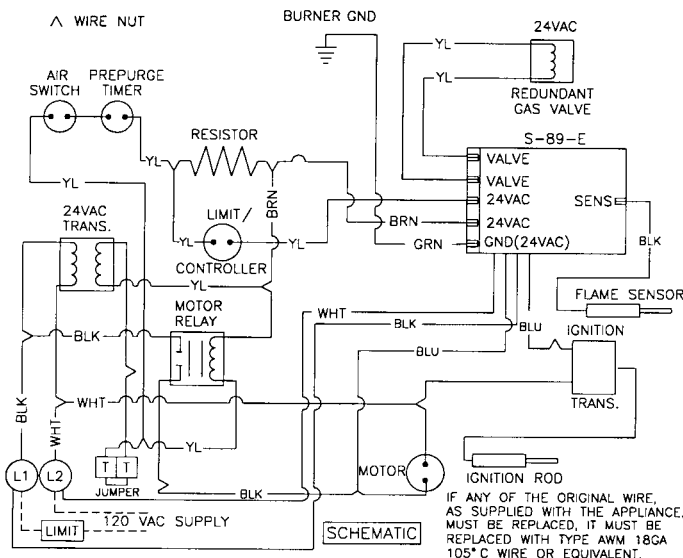 ∧ WIRE NUT
BURNER GND
24VAC
REDUNDANT
GAS VALVE
YL
YL
AIR
SWITCH
PREPURGE
TIMER
RESISTOR
S-89-E
VALVE
VALVE
24VAC
24VAC
GND(24VAC)
SENS
YL
YL
BRN
LIMIT/
CONTROLLER
YL
YL
BRN
GRN
BLK
24VAC
TRANS.
YL
FLAME SENSOR
MOTOR
RELAY
WHT
BLK
BLU
IGNITION
TRANS.
BLK
BLU
BLK
WHT
WHT
YL
T T
JUMPER
L1
L2
MOTOR
BLK
IGNITION ROD
120 VAC SUPPLY
LIMIT
SCHEMATIC
IF ANY OF THE ORIGINAL WIRE,
AS SUPPLIED WITH THE APPLIANCE,
MUST BE REPLACED, IT MUST BE
REPLACED WITH TYPE AWM 18GA
105°C WIRE OR EQUIVALENT.